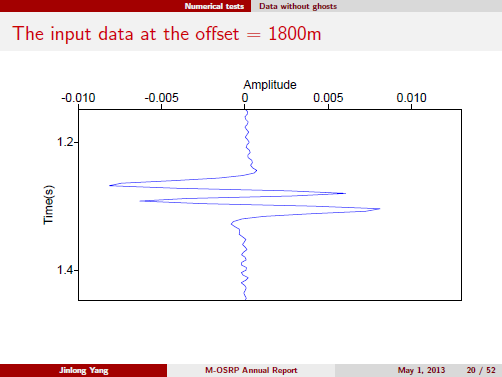 Numerical tests Data without ghosts
The input data at the offset = 1800m
Amplitude
-0.010 -0.005 0 0.005 0.010
1.2
Time(s)
1.4
Jinlong Yang M-OSRP Annual Report May 1, 2013 20 / 52